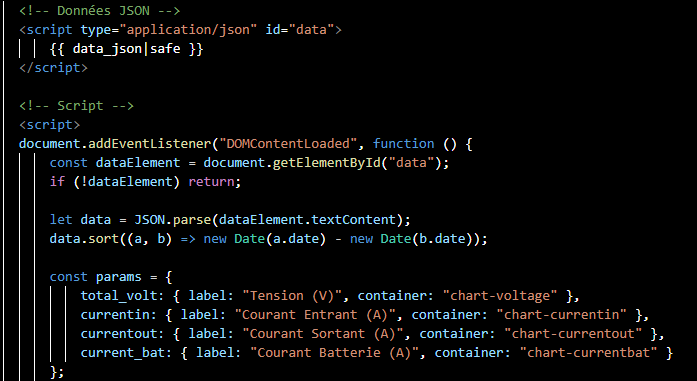 <!-- Données JSON -->
<script type="application/json" id="data">
{{ data_json|safe }}
</script>
<!-- Script -->
<script>
document.addEventListener("DOMContentLoaded", function () {
const dataElement = document.getElementById("data");
if (!dataElement) return;
let data = JSON.parse(dataElement.textContent);
data.sort((a, b) => new Date(a.date) - new Date(b.date));
const params = {
total_volt: { label: "Tension (V)", container: "chart-voltage" },
currentin: { label: "Courant Entrant (A)", container: "chart-currentin" },
currentout: { label: "Courant Sortant (A)", container: "chart-currentout" },
current_bat: { label: "Courant Batterie (A)", container: "chart-currentbat" }
};